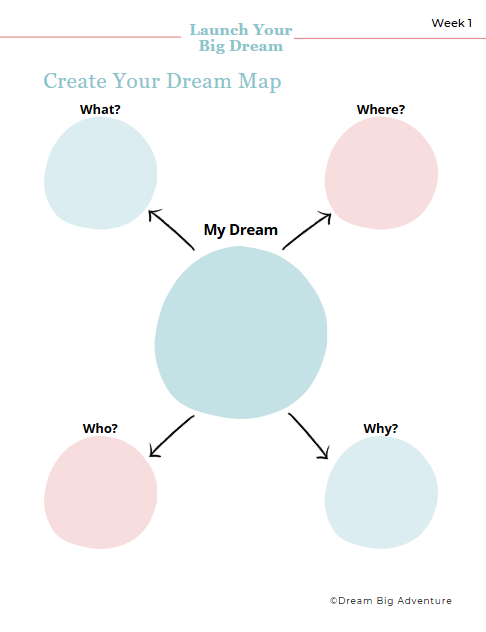 Week 1
Launch Your
Big Dream
Create Your Dream Map
What?
Where?
My Dream
Who?
Why?
©Dream Big Adventure